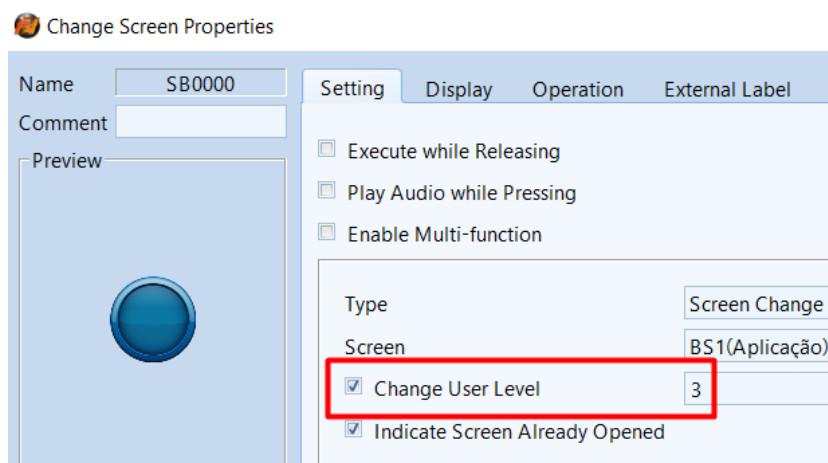 Change Screen Properties
Name SB0000
Comment
Preview
Setting Display Operation External Label
Execute while Releasing
Play Audio while Pressing
Enable Multi-function
Type Screen Change
Screen BS1(Aplicação)
Change User Level 3
Indicate Screen Already Opened